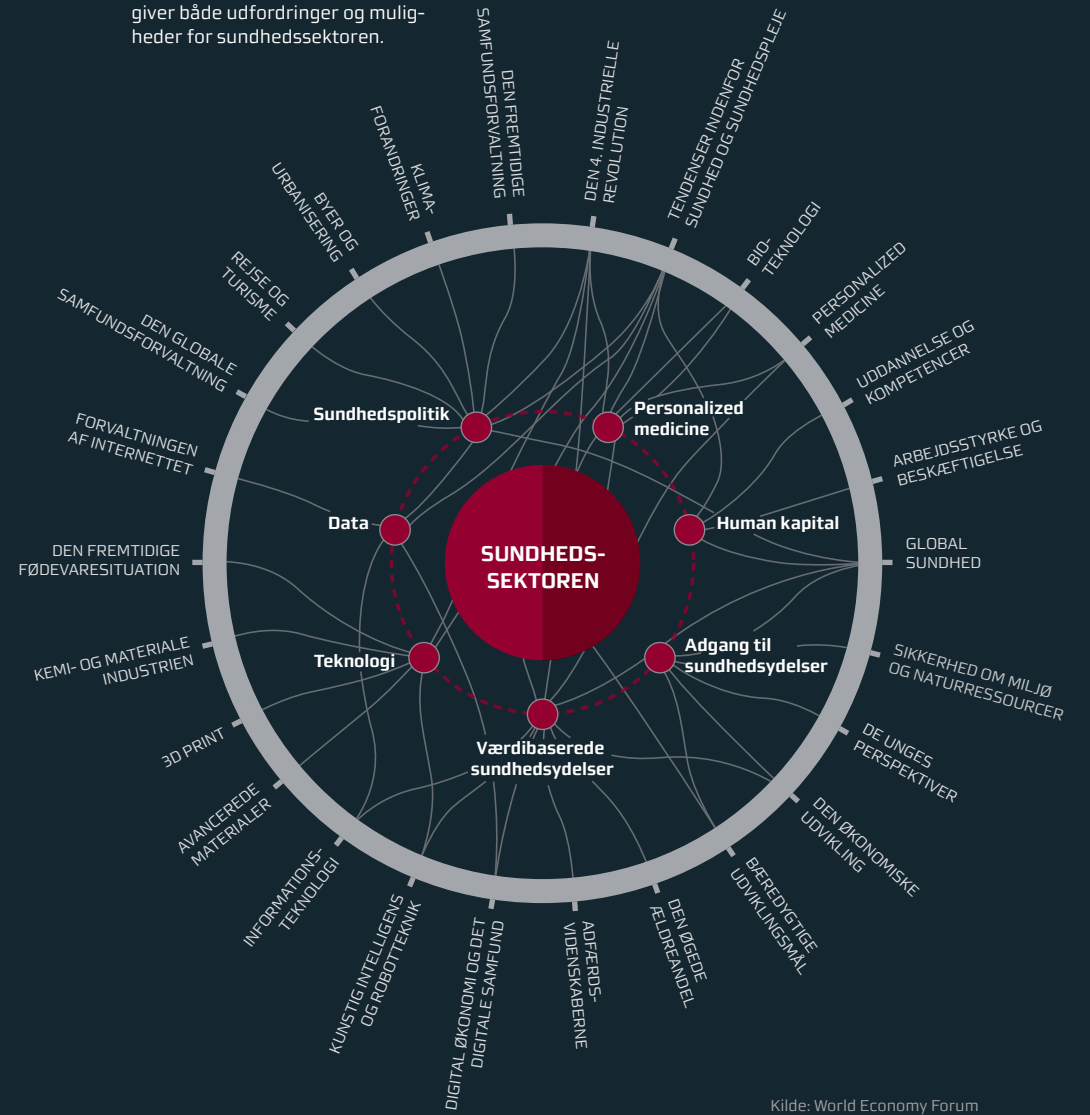 giver både udfordringer og mulig-
heder for sundhedssektoren.
DEN FREMTIDIGE
SAMFUNDSFORVALTNING
DEN 4. INDUSTRIELLE
REVOLUTION
TENDENSER INDENFOR
SUNDHED OG SUNDHEDSPLEJE
BIO-
TEKNOLOGI
PERSONALIZED
MEDICINE
UDDANNELSE OG
KOMPETENCER
ARBEJDSSTYRKE OG
BESKÆFTIGELSE
GLOBAL
SUNDHED
SIKKERHED OM MILJØ
OG NATURRESSOURCER
DE UNGES
PERSPEKTIVER
DEN ØKONOMISKE
UDVIKLING
BÆREDYGTIGE
UDVIKLINGSMÅL
DEN ØGEDE
ÆLDREANDEL
ADFÆRDS-
VIDENSKABERNE
DIGITAL ØKONOMI OG DET
DIGITALE SAMFUND
KUNSTIG INTELLIGENS
OG ROBOTTEKNIK
INFORMATIONS-
TEKNOLOGI
AVANCEREDE
MATERIALER
3D PRINT
KEMI- OG MATERIALE
INDUSTRIEN
DEN FREMTIDIGE
FØDEVARESITUATION
FORVALTNINGEN
AF INTERNETTET
DEN GLOBALE
SAMFUNDSFORVALTNING
REJSE OG
TURISME
BYER OG
URBANISERING
KLIMA-
FORANDRINGER
Sundhedspolitik
Personalized
medicine
Data
Human kapital
SUNDHEDS-
SEKTOREN
Teknologi
Adgang til
sundhedsydelser
Værdibaserede
sundhedsydelser
Kilde: World Economy Forum